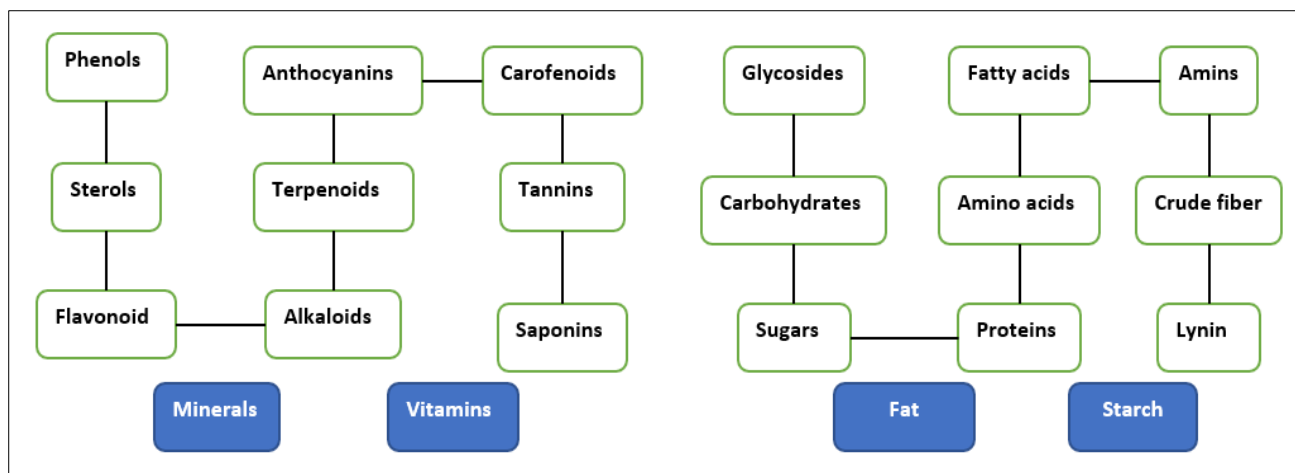 Phenols
Anthocyanins
Carofenoids
Glycosides
Fatty acids
Amins
Sterols
Terpenoids
Tannins
Carbohydrates
Amino acids
Crude fiber
Flavonoid
Alkaloids
Saponins
Sugars
Proteins
Lynin
Minerals
Vitamins
Fat
Starch